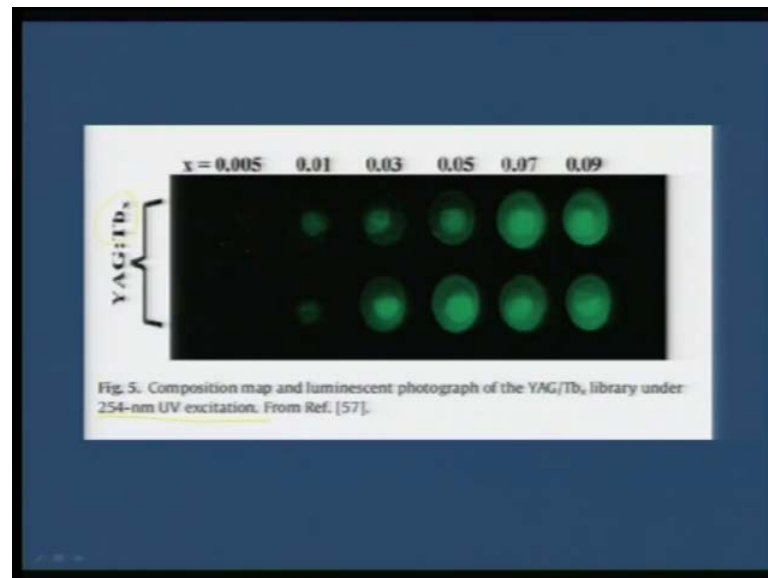 x = 0.005 0.01 0.03 0.05 0.07 0.09
YAG:Tbₓ
Fig. 5. Composition map and luminescent photograph of the YAG/Tbₓ library under
254-nm UV excitation. From Ref. [57].